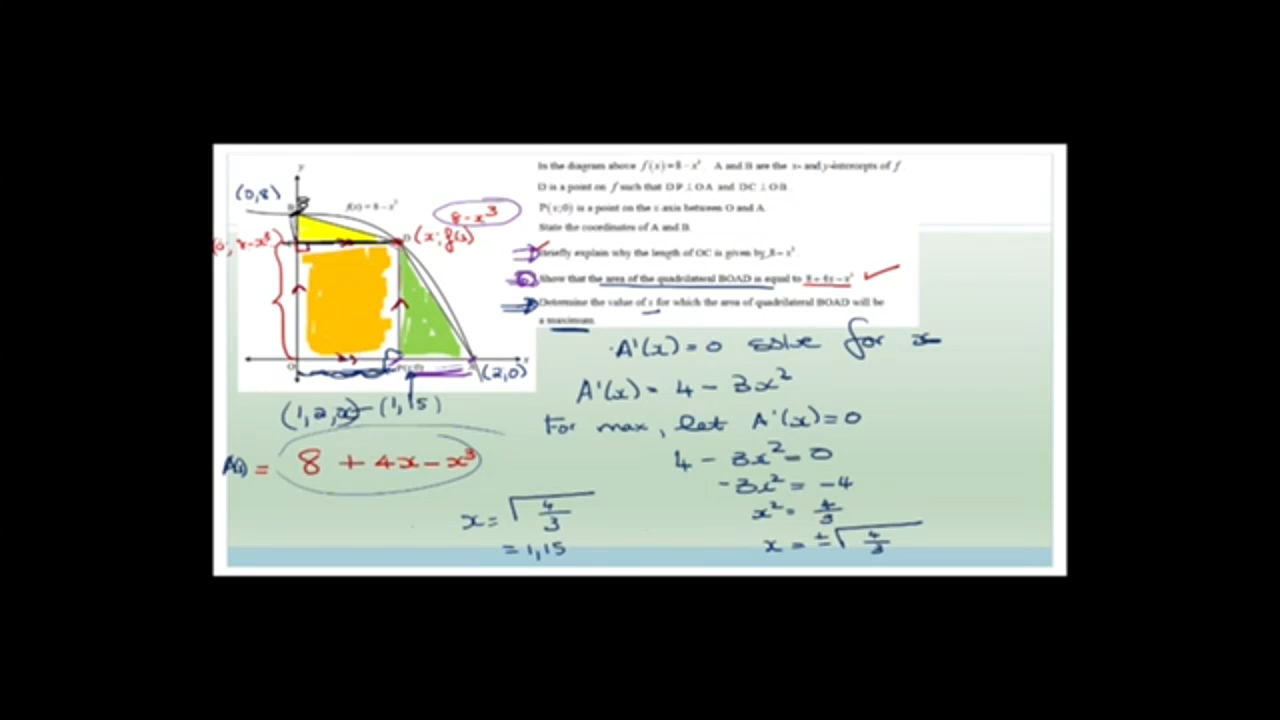 In the diagram above f(x)=8-x³. A and B are the x- and y-intercepts of f
D is a point on f such that DP ⊥ OA and DC ⊥ OB
P(x;0) is a point on the x axis between O and A.
State the coordinates of A and B.
Briefly explain why the length of OC is given by 8-x³.
Show that the area of the quadrilateral BOAD is equal to 8+4x-x³
Determine the value of x for which the area of quadrilateral BOAD will be
a maximum.
y
(0,8)
f(x) = 8-x³
8-x³
D (x; f(x))
O
P(x;0)
x
(2,0)
A'(x) = 0 solve for x
A'(x) = 4 - 3x²
For max, let A'(x) = 0
4 - 3x² = 0
-3x² = -4
x² = 4/3
x = ±√4/3
8 + 4x - x³
x = √4/3
= 1,15